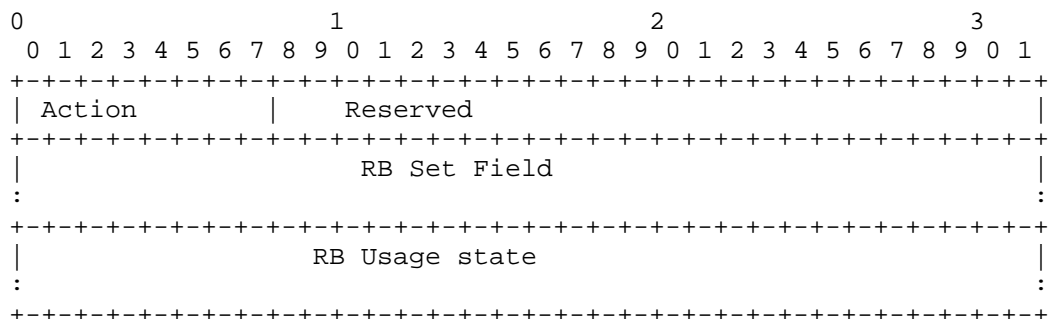 0                   1                   2                   3
 0 1 2 3 4 5 6 7 8 9 0 1 2 3 4 5 6 7 8 9 0 1 2 3 4 5 6 7 8 9 0 1
+-+-+-+-+-+-+-+-+-+-+-+-+-+-+-+-+-+-+-+-+-+-+-+-+-+-+-+-+-+-+-+-+
| Action        |    Reserved                                   |
+-+-+-+-+-+-+-+-+-+-+-+-+-+-+-+-+-+-+-+-+-+-+-+-+-+-+-+-+-+-+-+-+
|                     RB Set Field                              |
:                                                               :
+-+-+-+-+-+-+-+-+-+-+-+-+-+-+-+-+-+-+-+-+-+-+-+-+-+-+-+-+-+-+-+-+
|                  RB Usage state                               |
:                                                               :
+-+-+-+-+-+-+-+-+-+-+-+-+-+-+-+-+-+-+-+-+-+-+-+-+-+-+-+-+-+-+-+-+